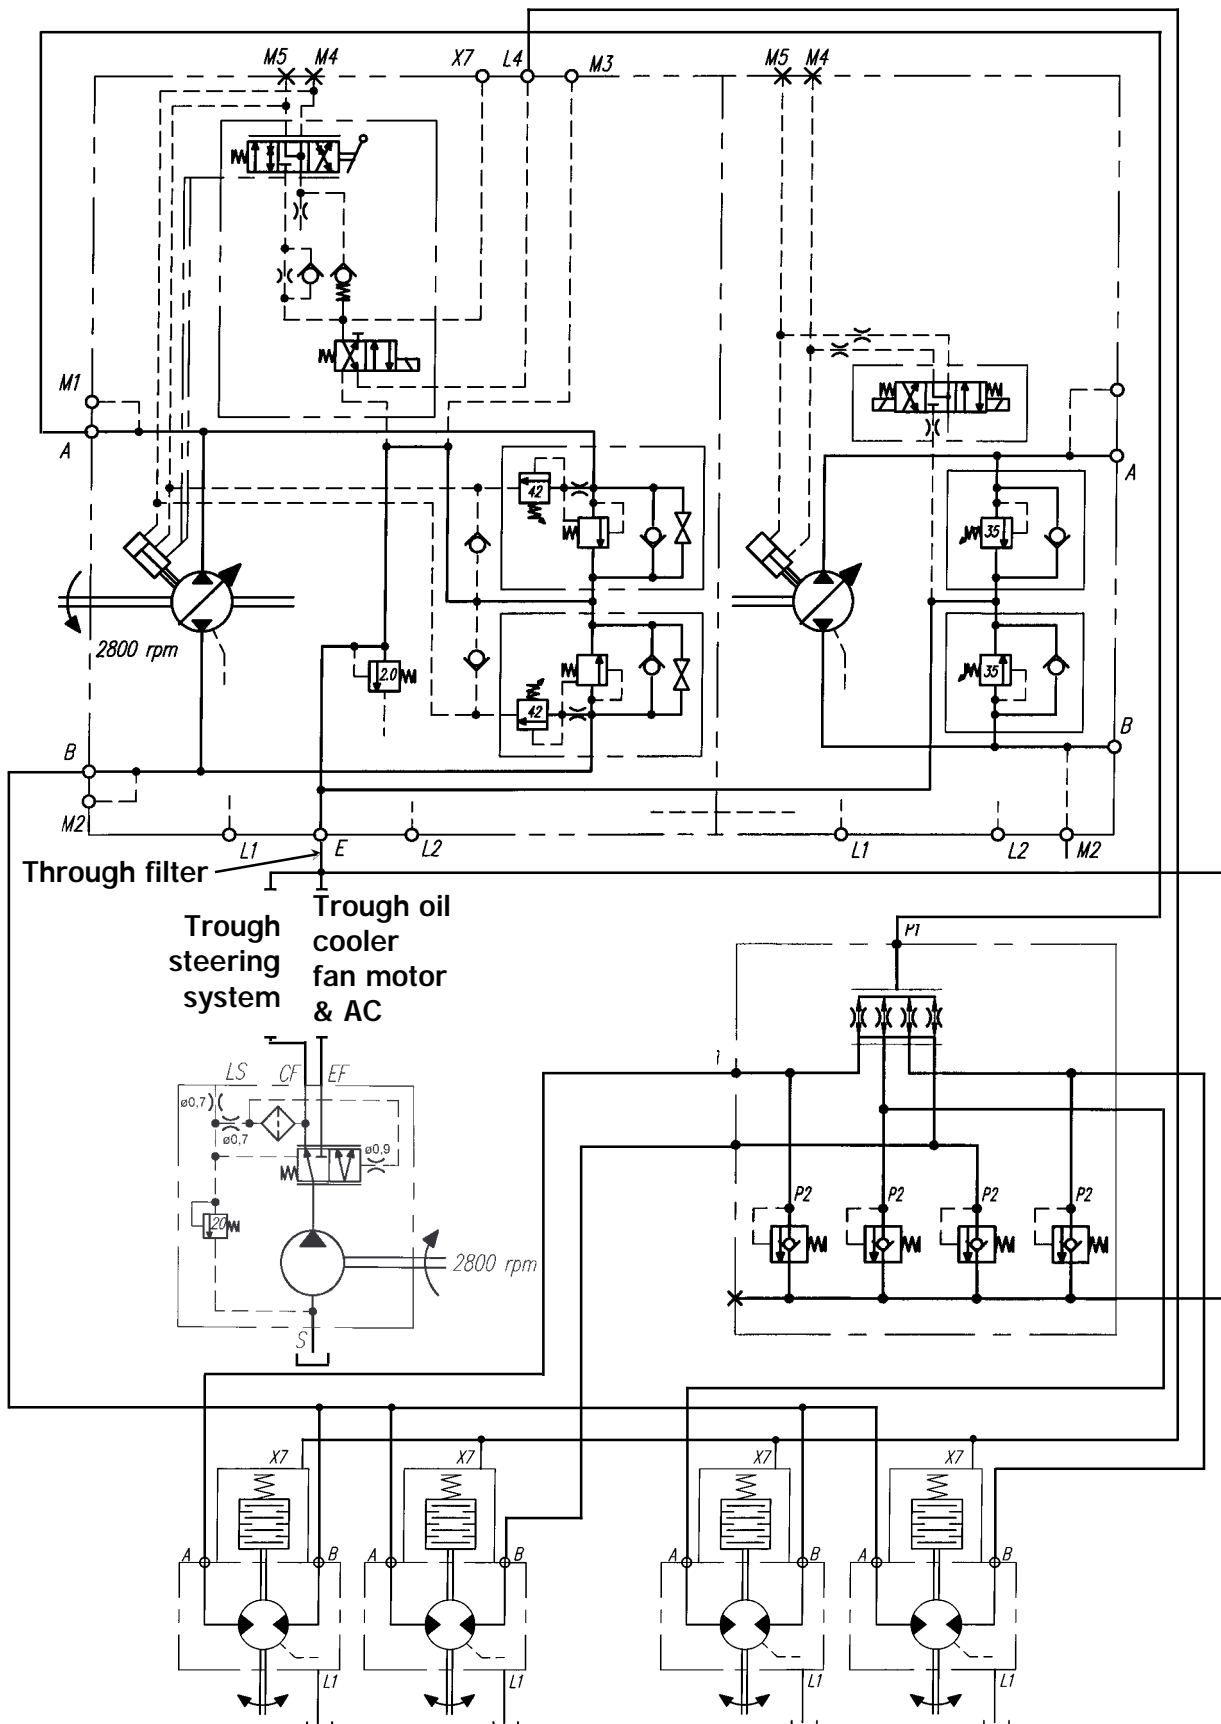 M5 M4 X7 L4 M3 M5 M4
M1
A
42
35
A
2800 rpm
2.0
35
42
B
B
M2
L1 E L2 L1 L2 M2
Through filter
Trough
steering
system
Trough oil
cooler
fan motor
& AC
P1
LS CF EF
ø0,7
ø0,7
ø0,9
20
2800 rpm
S
P2 P2 P2 P2
X7 X7 X7 X7
A B A B A B A B
L1 L1 L1 L1